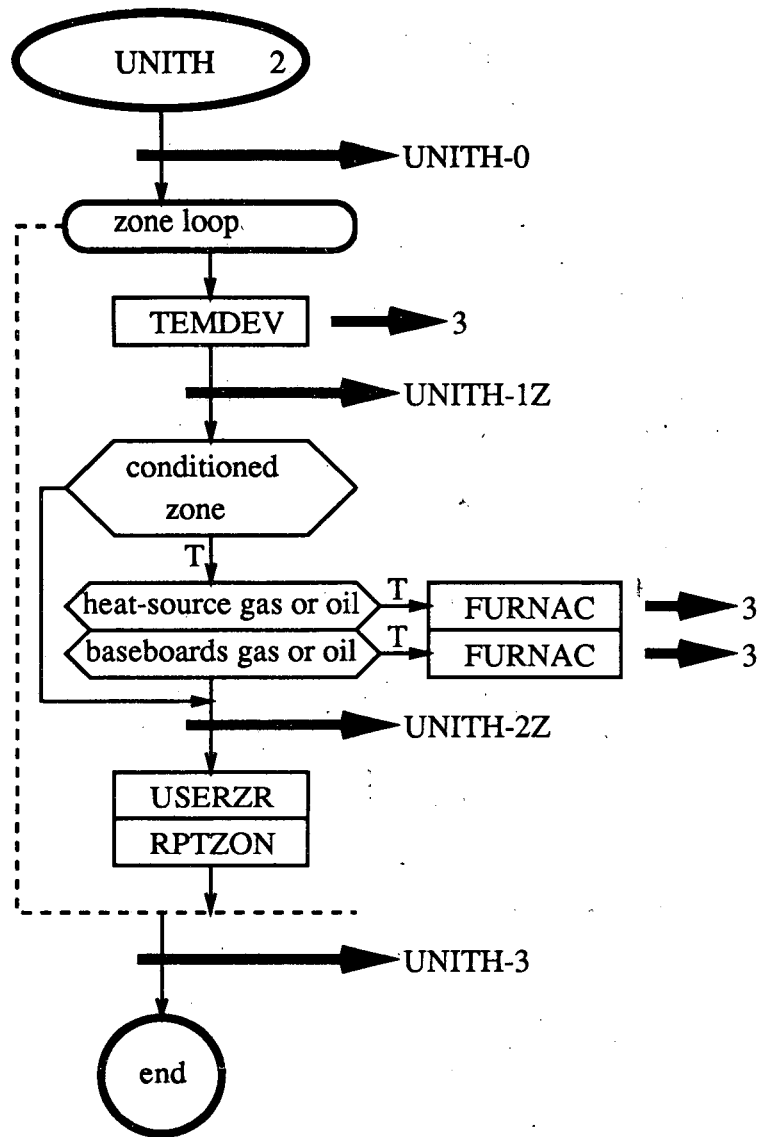 UNITH 2
UNITH-0
zone loop
TEMDEV
3
UNITH-1Z
conditioned
zone
T
heat-source gas or oil
T
FURNAC
3
baseboards gas or oil
T
FURNAC
3
UNITH-2Z
USERZR
RPTZON
UNITH-3
end